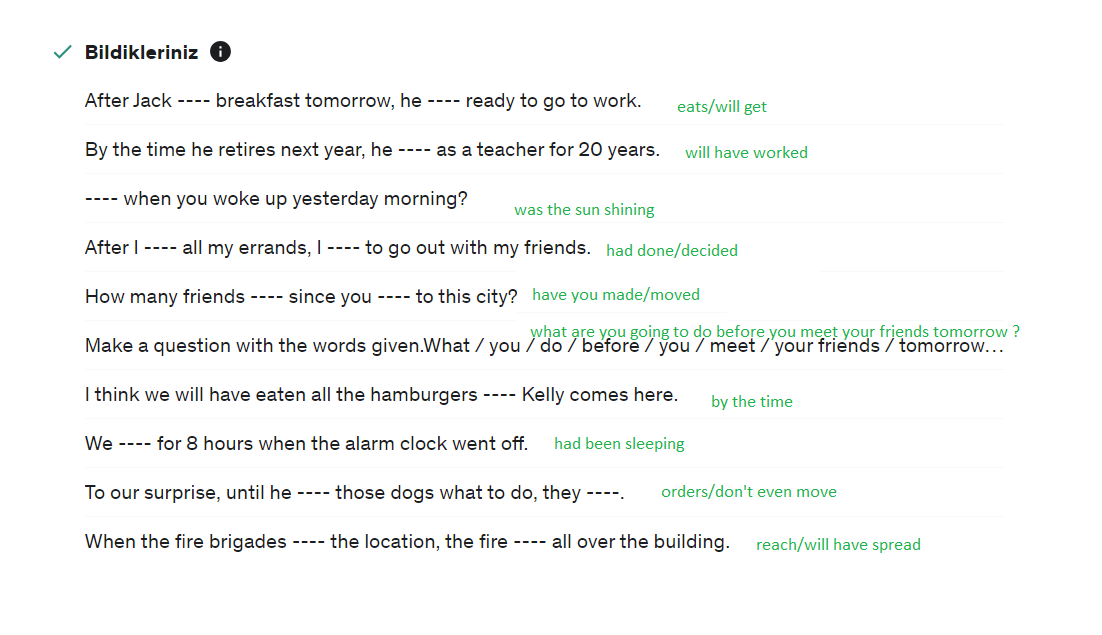 Bildikleriniz
After Jack ---- breakfast tomorrow, he ---- ready to go to work. eats/will get
By the time he retires next year, he ---- as a teacher for 20 years. will have worked
---- when you woke up yesterday morning? was the sun shining
After I ---- all my errands, I ---- to go out with my friends. had done/decided
How many friends ---- since you ---- to this city? have you made/moved
what are you going to do before you meet your friends tomorrow ?
Make a question with the words given.What / you / do / before / you / meet / your friends / tomorrow...
I think we will have eaten all the hamburgers ---- Kelly comes here. by the time
We ---- for 8 hours when the alarm clock went off. had been sleeping
To our surprise, until he ---- those dogs what to do, they ----. orders/don't even move
When the fire brigades ---- the location, the fire ---- all over the building. reach/will have spread